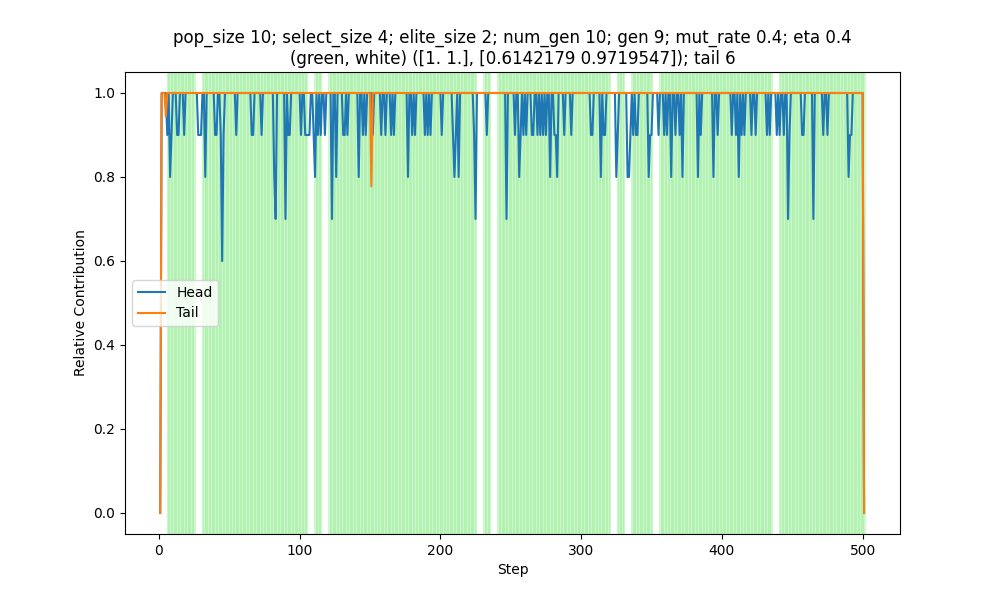 pop_size 10; select_size 4; elite_size 2; num_gen 10; gen 9; mut_rate 0.4; eta 0.4
(green, white) ([1. 1.], [0.6142179 0.9719547]); tail 6
1.0
0.8
0.6
0.4
0.2
0.0
Relative Contribution
Head
Tail
0
100
200
300
400
500
Step